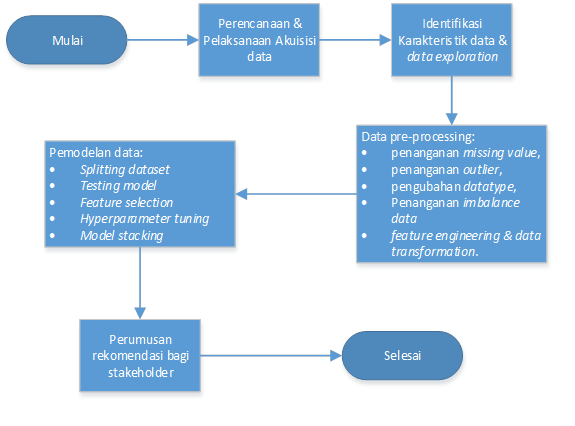 Mulai
Perencanaan &
Pelaksanaan Akuisisi
data
Identifikasi
Karakteristik data &
data exploration
Data pre-processing:
• penanganan missing value,
• penanganan outlier,
• pengubahan datatype,
• Penanganan imbalance
data
• feature engineering & data
transformation.
Pemodelan data:
• Splitting dataset
• Testing model
• Feature selection
• Hyperparameter tuning
• Model stacking
Perumusan
rekomendasi bagi
stakeholder
Selesai